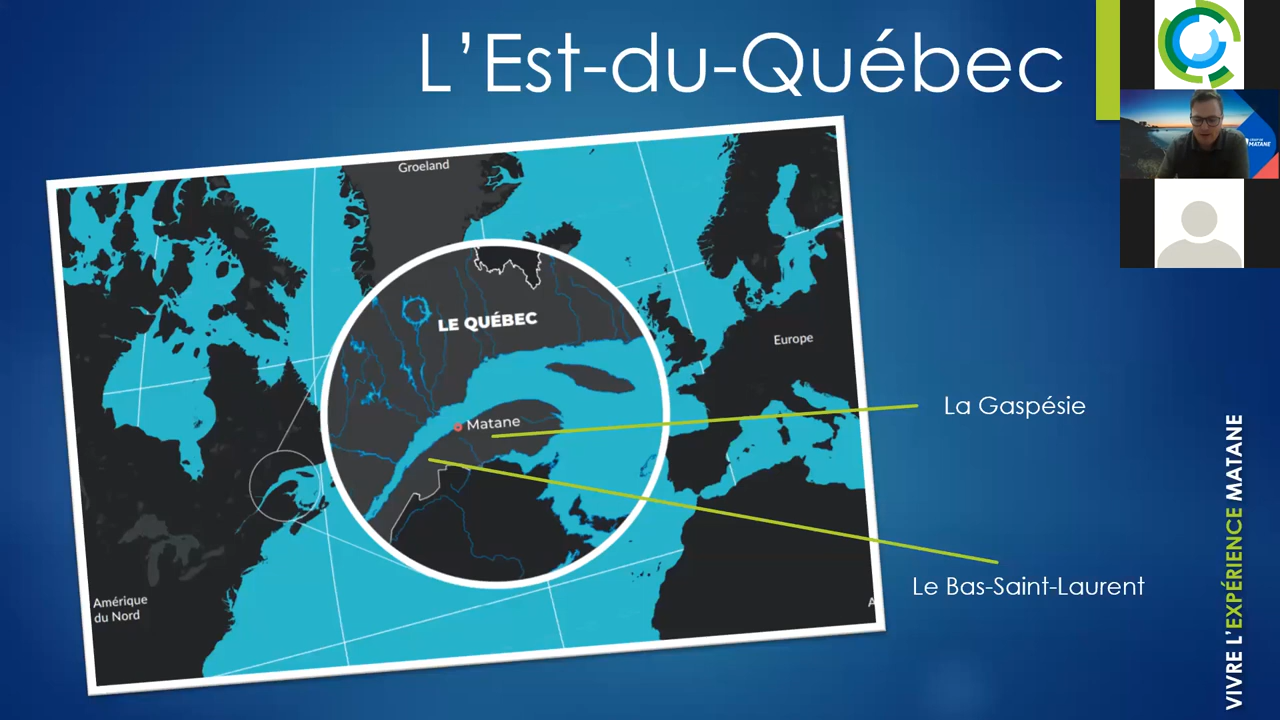 L'Est-du-Québec
Groeland
LE QUÉBEC
Matane
Europe
Amérique
du Nord
La Gaspésie
Le Bas-Saint-Laurent
VIVRE L'EXPÉRIENCE MATANE
MATANE